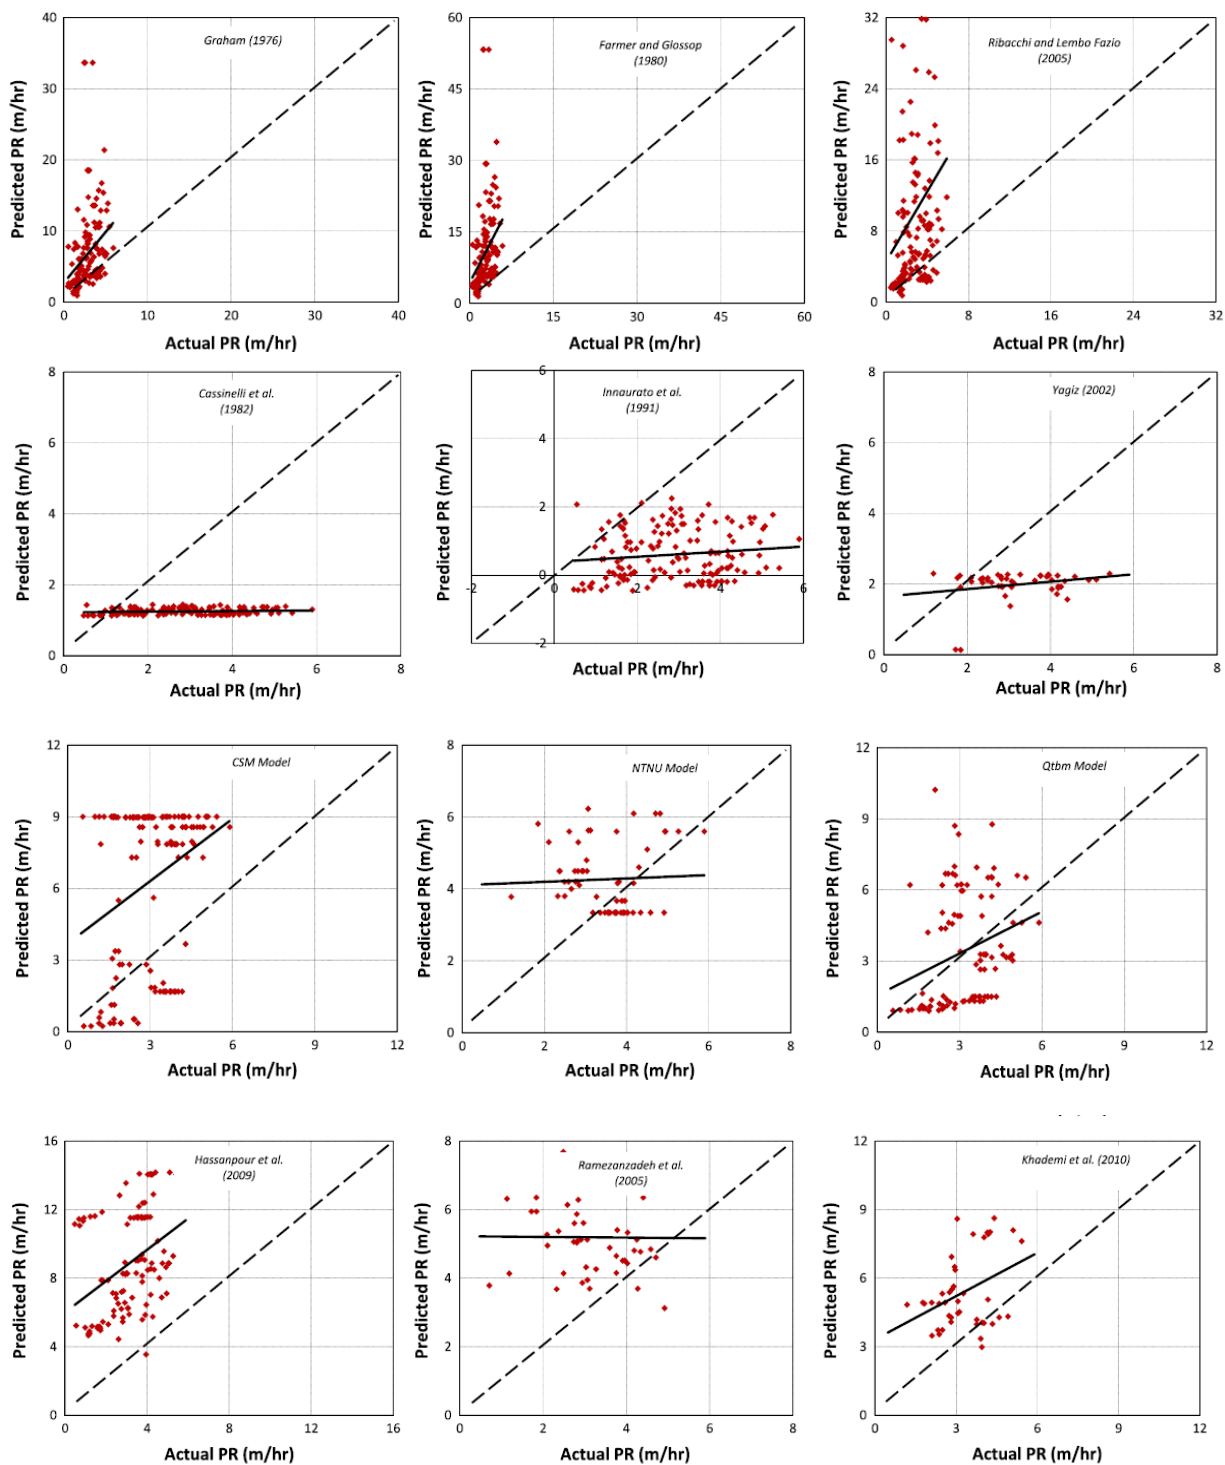 Graham (1976)
Predicted PR (m/hr)
40
30
20
10
0
0 10 20 30 40
Actual PR (m/hr)
Farmer and Glossop
(1980)
Predicted PR (m/hr)
60
45
30
15
0
0 15 30 45 60
Actual PR (m/hr)
Ribacchi and Lembo Fazio
(2005)
Predicted PR (m/hr)
32
24
16
8
0
0 8 16 24 32
Actual PR (m/hr)
Cassinelli et al.
(1982)
Predicted PR (m/hr)
8
6
4
2
0
0 2 4 6 8
Actual PR (m/hr)
Innaurato et al.
(1991)
Predicted PR (m/hr)
6
4
2
0
-2
-2 0 2 4 6
Actual PR (m/hr)
Yagiz (2002)
Predicted PR (m/hr)
8
6
4
2
0
0 2 4 6 8
Actual PR (m/hr)
CSM Model
Predicted PR (m/hr)
12
9
6
3
0
0 3 6 9 12
Actual PR (m/hr)
NTNU Model
Predicted PR (m/hr)
8
6
4
2
0
0 2 4 6 8
Actual PR (m/hr)
Qtbm Model
Predicted PR (m/hr)
12
9
6
3
0
0 3 6 9 12
Actual PR (m/hr)
Hassanpour et al.
(2009)
Predicted PR (m/hr)
16
12
8
4
0
0 4 8 12 16
Actual PR (m/hr)
Ramezanzadeh et al.
(2005)
Predicted PR (m/hr)
8
6
4
2
0
0 2 4 6 8
Actual PR (m/hr)
Khademi et al. (2010)
Predicted PR (m/hr)
12
9
6
3
0
0 3 6 9 12
Actual PR (m/hr)